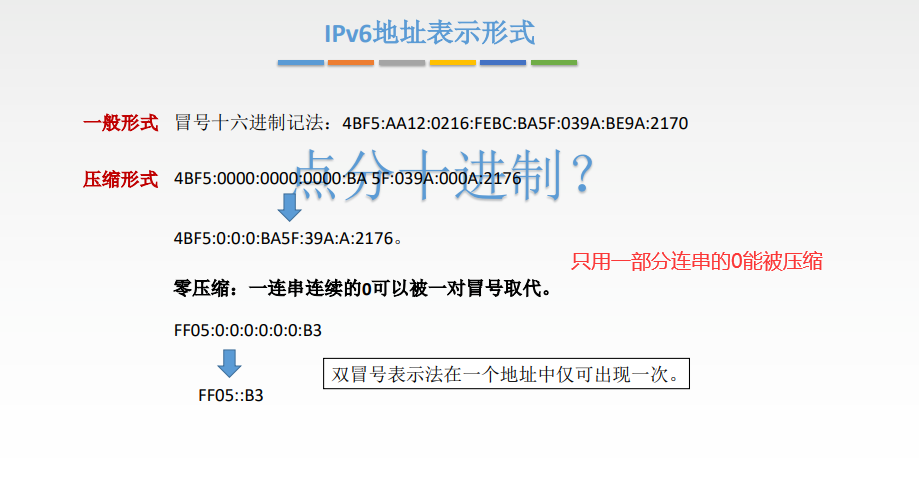 IPv6地址表示形式
一般形式 冒号十六进制记法：4BF5:AA12:0216:FEBC:BA5F:039A:BE9A:2170
点分十进制？
压缩形式 4BF5:0000:0000:0000:BA 5F:039A:000A:2176
4BF5:0:0:0:BA5F:39A:A:2176。
只用一部分连串的0能被压缩
零压缩：一连串连续的0可以被一对冒号取代。
FF05:0:0:0:0:0:0:B3
双冒号表示法在一个地址中仅可出现一次。
FF05::B3